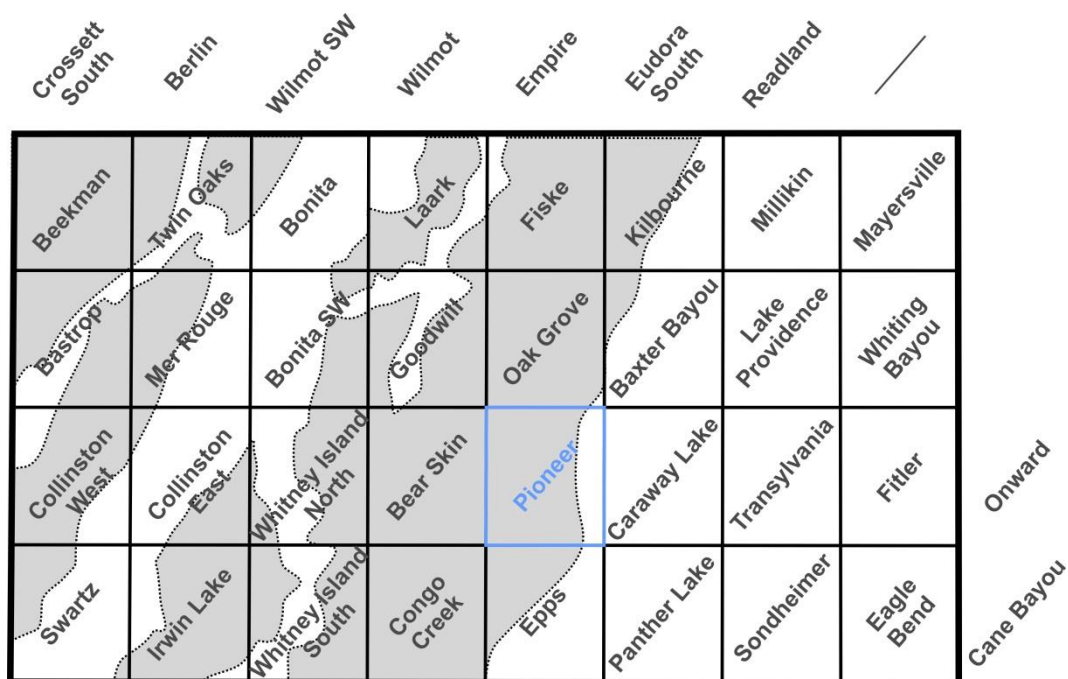 Crossett
South
Berlin
Wilmot SW
Wilmot
Empire
Eudora
South
Readland
Beekman
Twin Oaks
Bonita
Laark
Fiske
Kilbourne
Millikin
Mayersville
Bastrop
Mer Rouge
Bonita SW
Goodwill
Oak Grove
Baxter Bayou
Lake
Providence
Whiting
Bayou
Collinston
West
Collinston
East
Whitney Island
North
Bear Skin
Pioneer
Caraway Lake
Transylvania
Fitler
Onward
Swartz
Irwin Lake
Whitney Island
South
Congo
Creek
Epps
Panther Lake
Sondheimer
Eagle
Bend
Cane Bayou